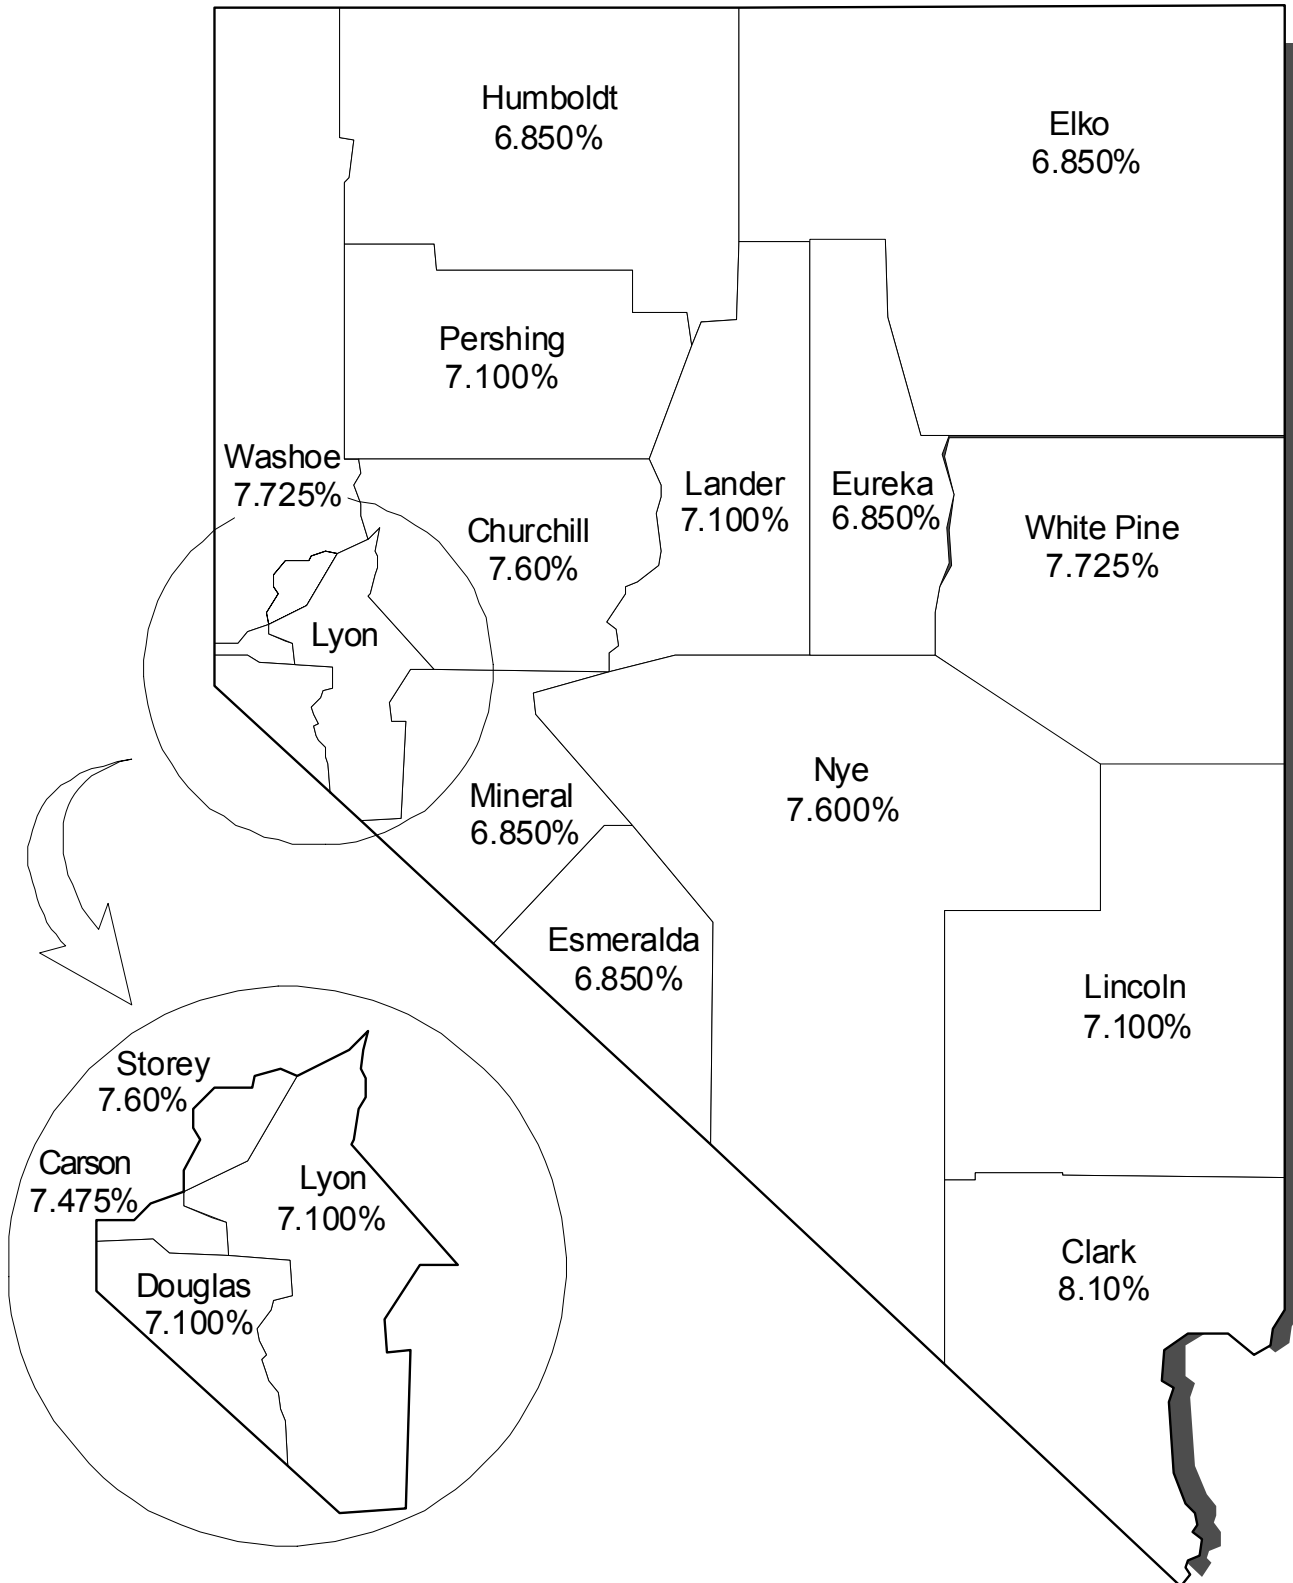 Humboldt
6.850%
Elko
6.850%
Pershing
7.100%
Washoe
7.725%
Lander
7.100%
Eureka
6.850%
Churchill
7.60%
White Pine
7.725%
Lyon
Nye
7.600%
Mineral
6.850%
Esmeralda
6.850%
Lincoln
7.100%
Storey
7.60%
Carson
7.475%
Lyon
7.100%
Douglas
7.100%
Clark
8.10%